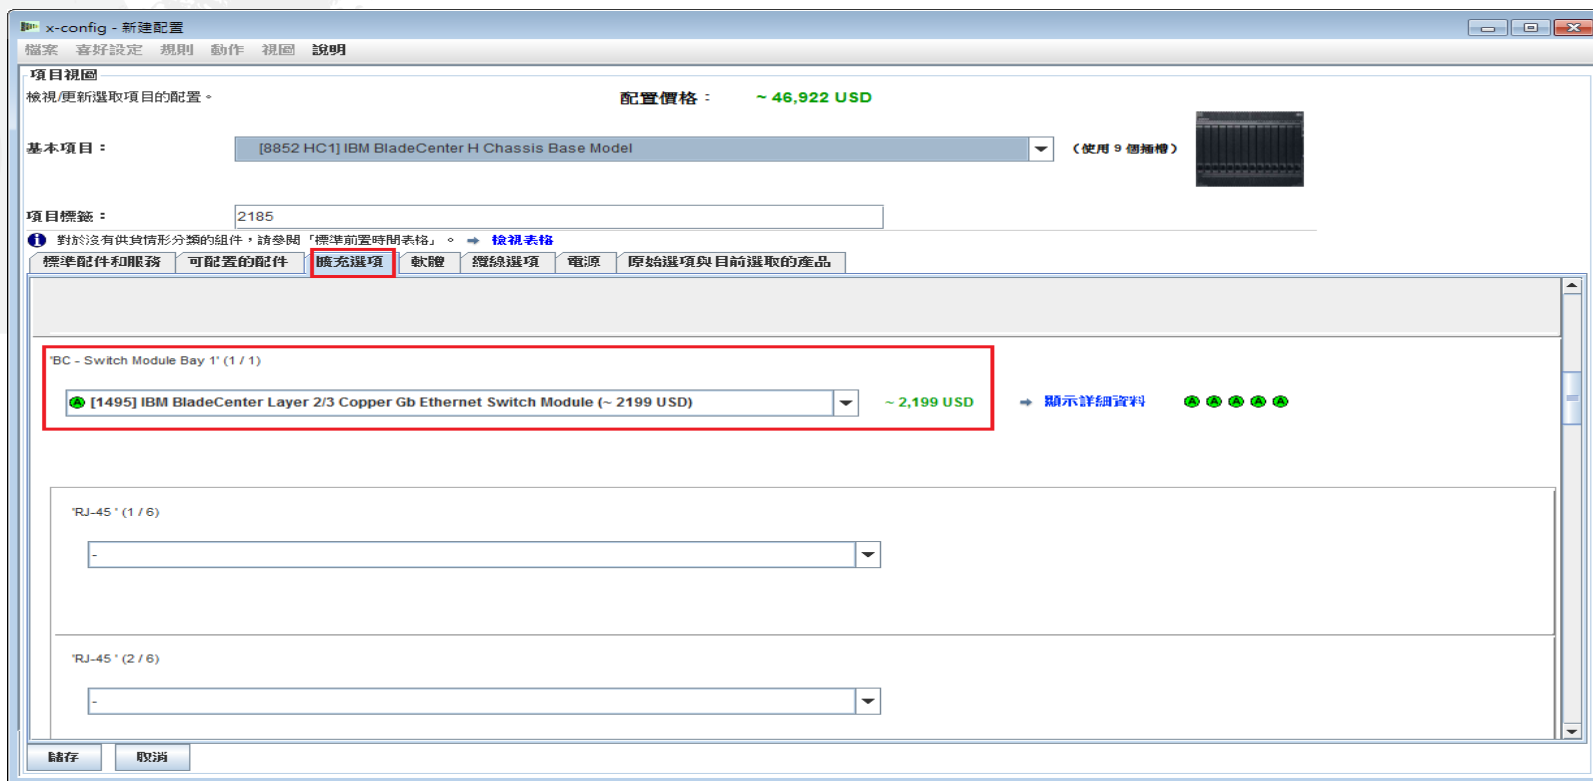 x-config - 新建配置
檔案 喜好設定 規則 動作 視圖 說明
項目視圖
檢視/更新選取項目的配置。 配置價格： ~ 46,922 USD
基本項目： [8852 HC1] IBM BladeCenter H Chassis Base Model （使用 9 個插槽）
項目標籤： 2185
對於沒有供貨情形分類的組件，請參閱「標準前置時間表格」。 ➡ 檢視表格
標準配件和服務 可配置的配件 擴充選項 軟體 纜線選項 電源 原始選項與目前選取的產品
'BC - Switch Module Bay 1' (1 / 1)
Ⓐ [1495] IBM BladeCenter Layer 2/3 Copper Gb Ethernet Switch Module (~ 2199 USD) ~ 2,199 USD ➡ 顯示詳細資料 Ⓐ Ⓐ Ⓐ Ⓐ Ⓐ
'RJ-45 ' (1 / 6)
-
'RJ-45 ' (2 / 6)
-
儲存 取消